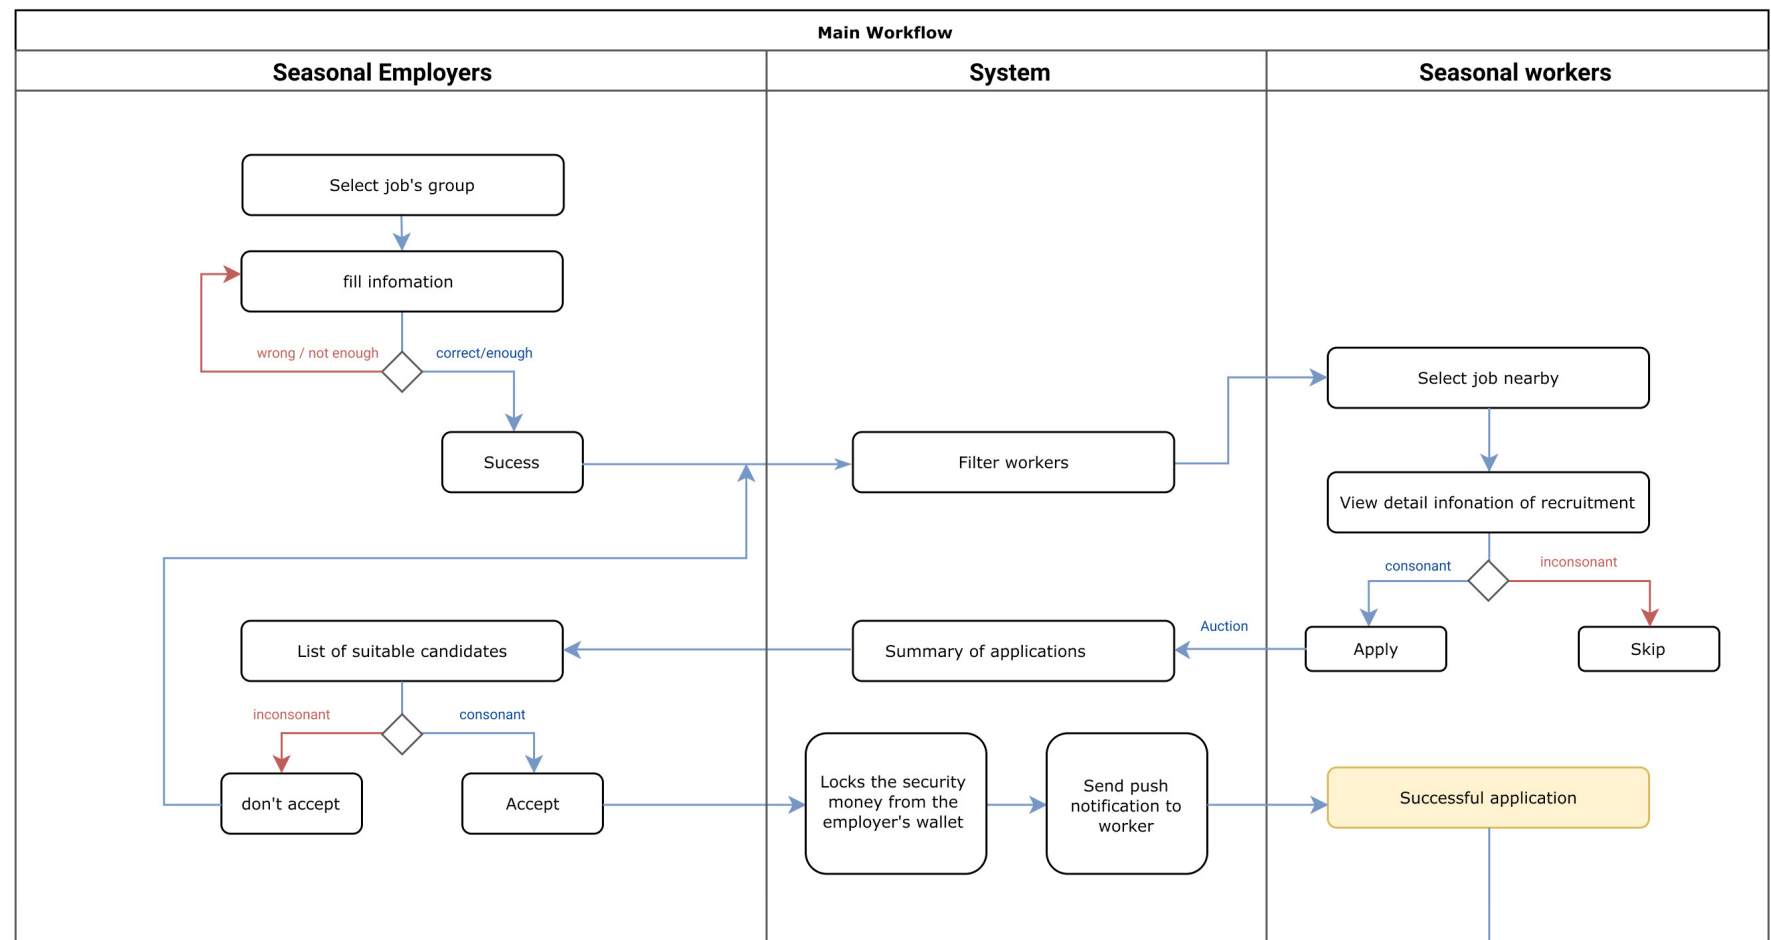 Main Workflow
Seasonal Employers
System
Seasonal workers
Select job's group
fill infomation
wrong / not enough
correct/enough
Sucess
Filter workers
Select job nearby
View detail infonation of recruitment
consonant
inconsonant
Apply
Skip
Auction
Summary of applications
List of suitable candidates
inconsonant
consonant
don't accept
Accept
Locks the security
money from the
employer's wallet
Send push
notification to
worker
Successful application